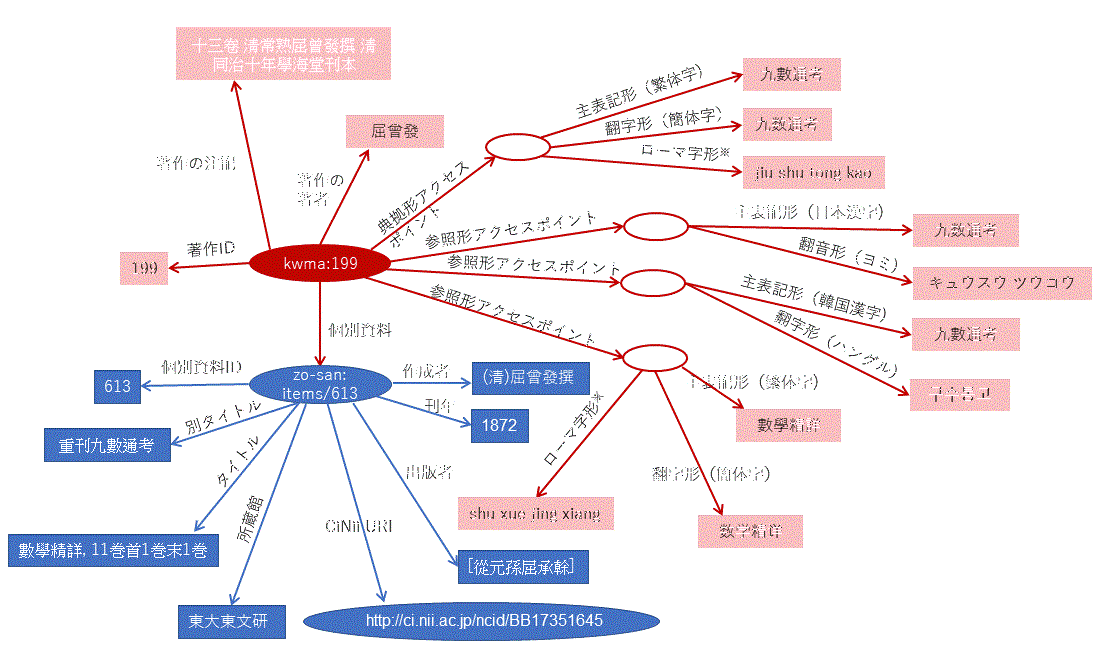 十三卷 清常熟屈曾發撰 清
同治十年學海堂刊本
屈曾發
主表記形（繁体字）
九數通考
翻字形（簡体字）
九数通考
ローマ字形※
jiu shu tong kao
著作の注記
著作の
著者
典拠形アクセス
ポイント
著作ID
199
kwma:199
参照形アクセスポイント
主表記形（日本漢字）
九数通考
翻音形（ヨミ）
キュウスウ ツウコウ
参照形アクセスポイント
主表記形（韓国漢字）
九數通考
翻字形（ハングル）
구수통고
参照形アクセスポイント
主表記形（繁体字）
數學精詳
翻字形（簡体字）
数学精详
ローマ字形※
shu xue jing xiang
個別資料
個別資料ID
613
zo-san:
items/613
作成者
(清)屈曾發撰
刊年
1872
別タイトル
重刊九數通考
タイトル
數學精詳, 11巻首1巻末1巻
所蔵館
東大東文研
CiNii URI
http://ci.nii.ac.jp/ncid/BB17351645
出版者
[從元孫屈承幹]